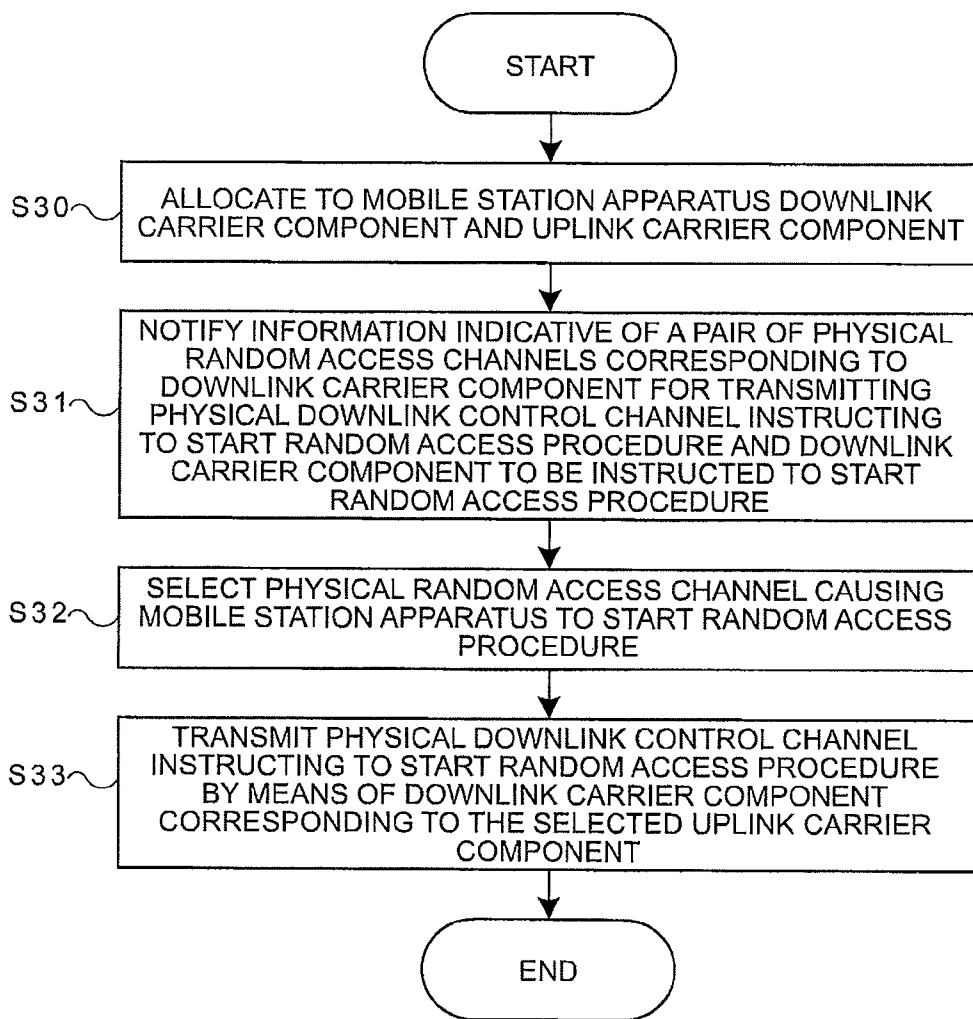 START
S30
ALLOCATE TO MOBILE STATION APPARATUS DOWNLINK
CARRIER COMPONENT AND UPLINK CARRIER COMPONENT
S31
NOTIFY INFORMATION INDICATIVE OF A PAIR OF PHYSICAL
RANDOM ACCESS CHANNELS CORRESPONDING TO
DOWNLINK CARRIER COMPONENT FOR TRANSMITTING
PHYSICAL DOWNLINK CONTROL CHANNEL INSTRUCTING
TO START RANDOM ACCESS PROCEDURE AND DOWNLINK
CARRIER COMPONENT TO BE INSTRUCTED TO START
RANDOM ACCESS PROCEDURE
S32
SELECT PHYSICAL RANDOM ACCESS CHANNEL CAUSING
MOBILE STATION APPARATUS TO START RANDOM ACCESS
PROCEDURE
S33
TRANSMIT PHYSICAL DOWNLINK CONTROL CHANNEL
INSTRUCTING TO START RANDOM ACCESS PROCEDURE
BY MEANS OF DOWNLINK CARRIER COMPONENT
CORRESPONDING TO THE SELECTED UPLINK CARRIER
COMPONENT
END